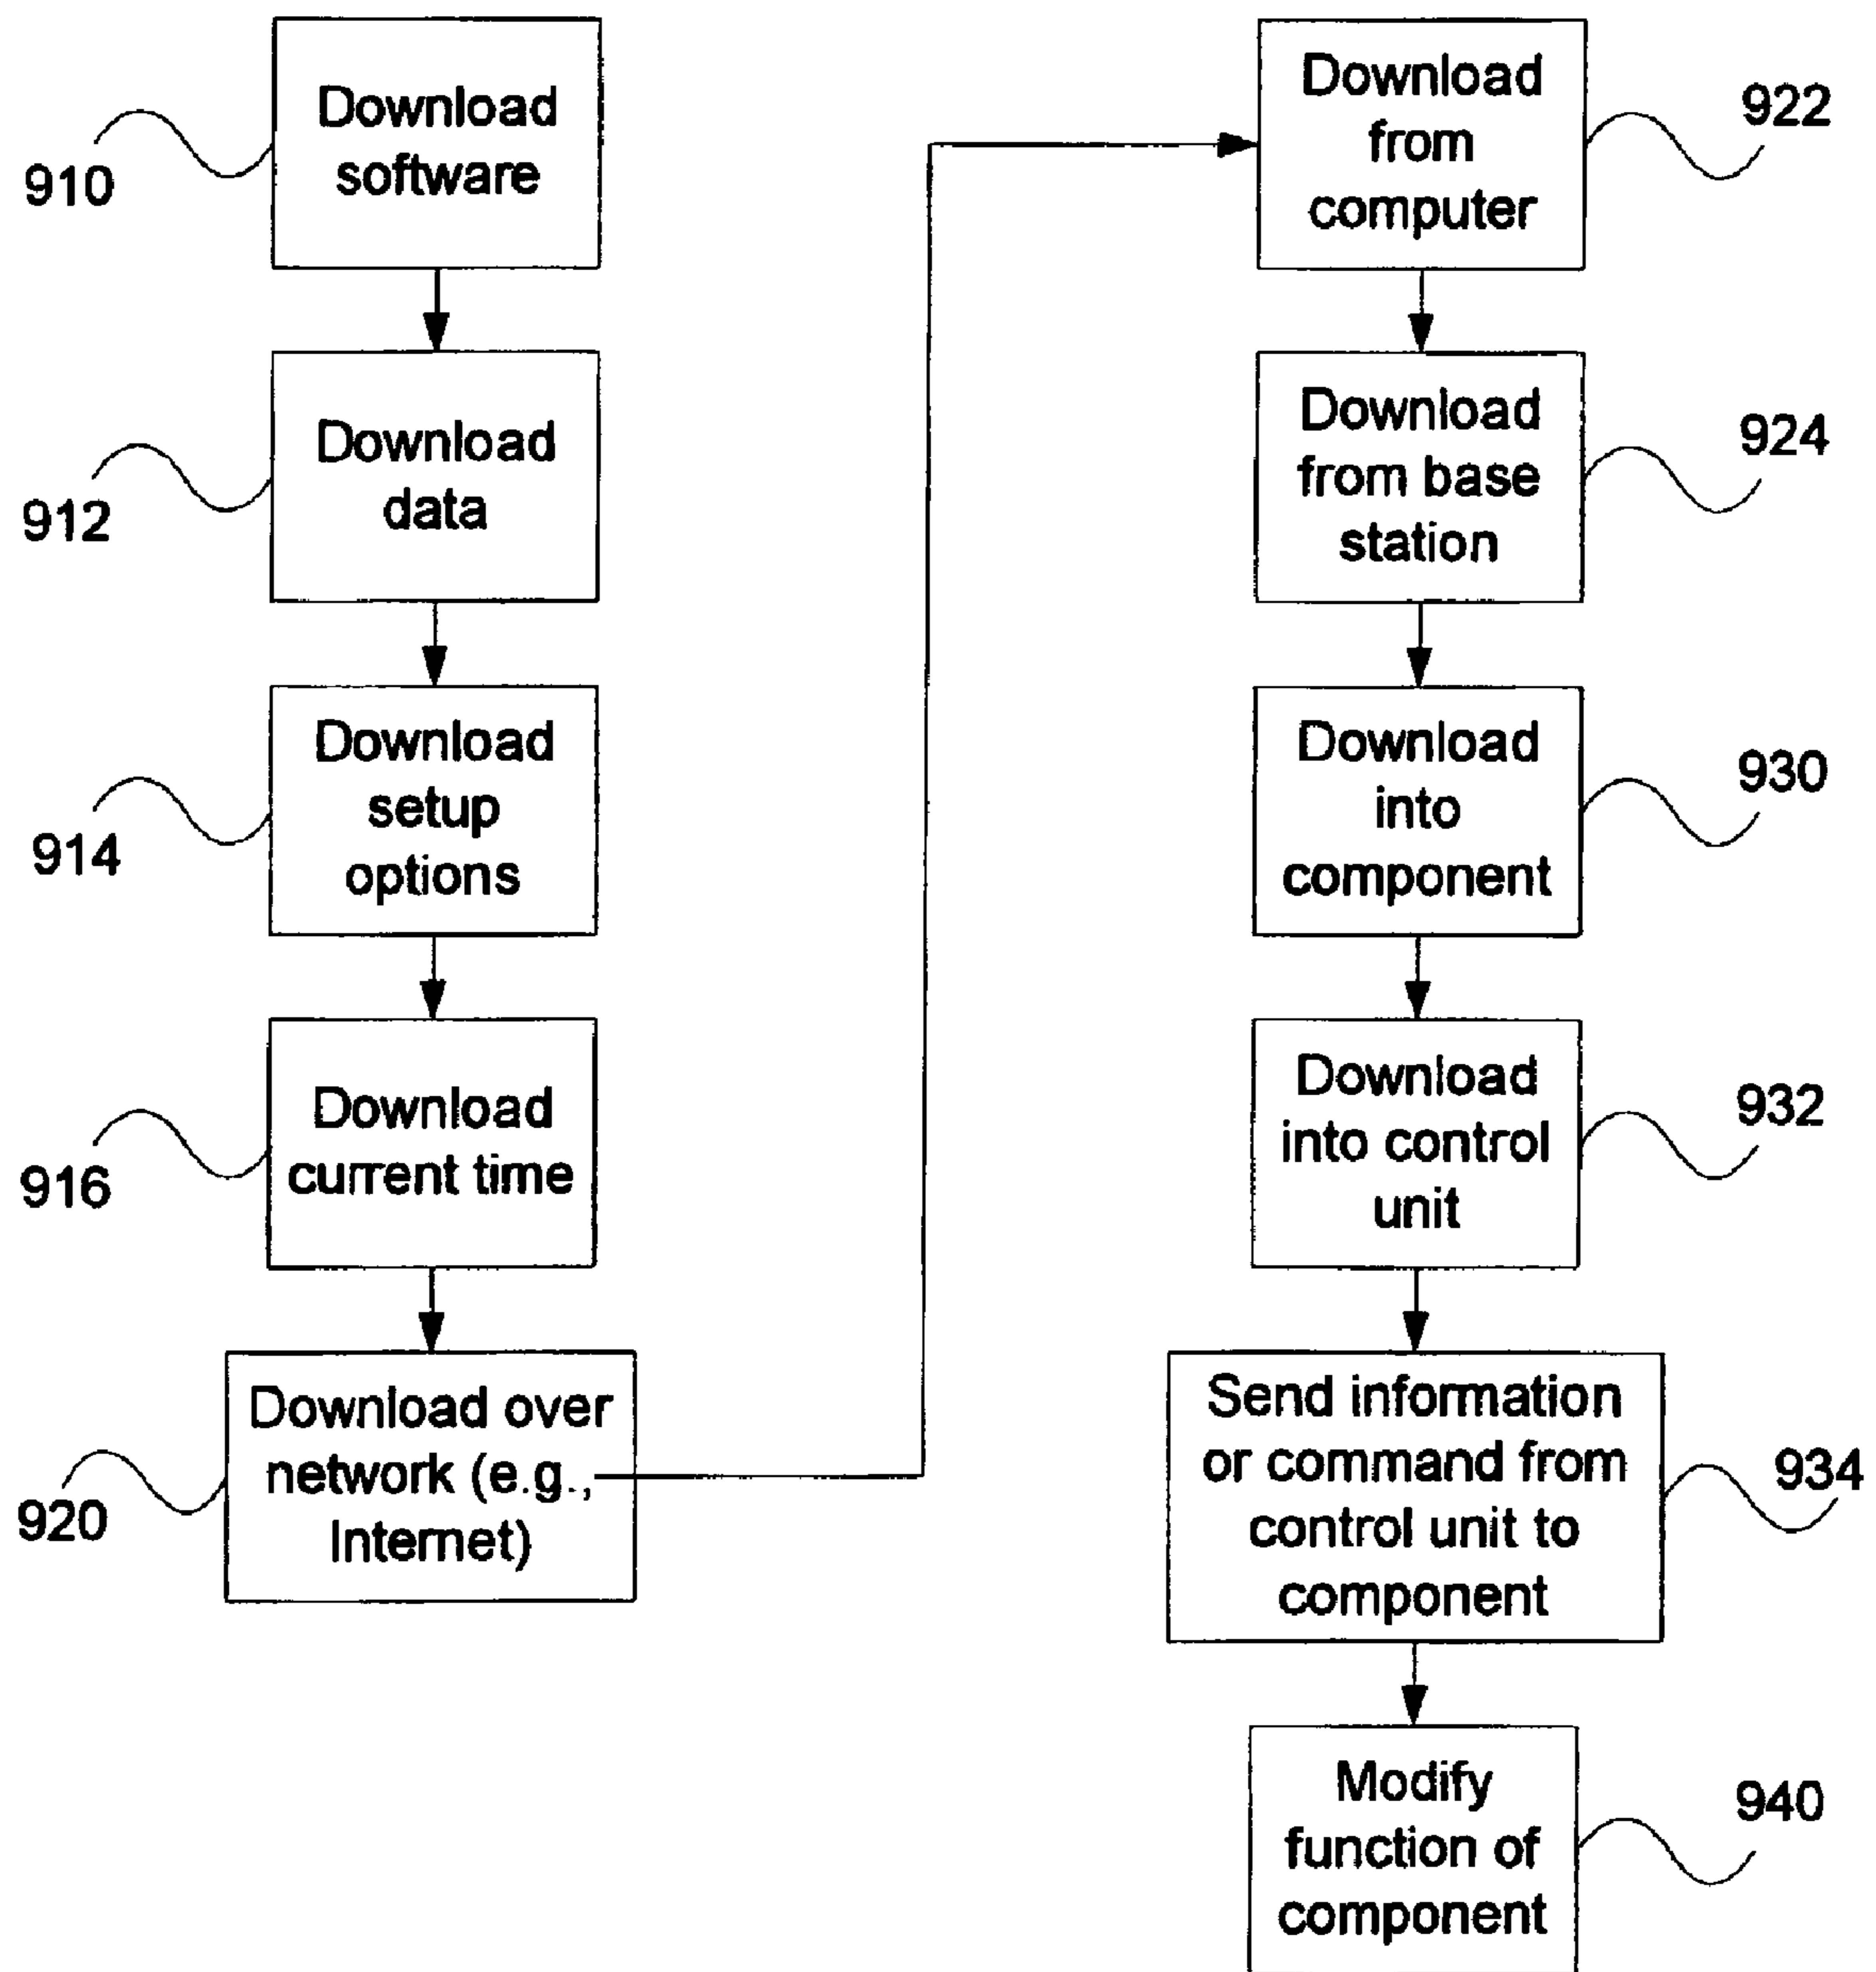 Download
software
910
Download
data
912
Download
setup
options
914
Download
current time
916
Download over
network (e.g.,
Internet)
920
Download
from
computer
922
Download
from base
station
924
Download
into
component
930
Download
into control
unit
932
Send information
or command from
control unit to
component
934
Modify
function of
component
940